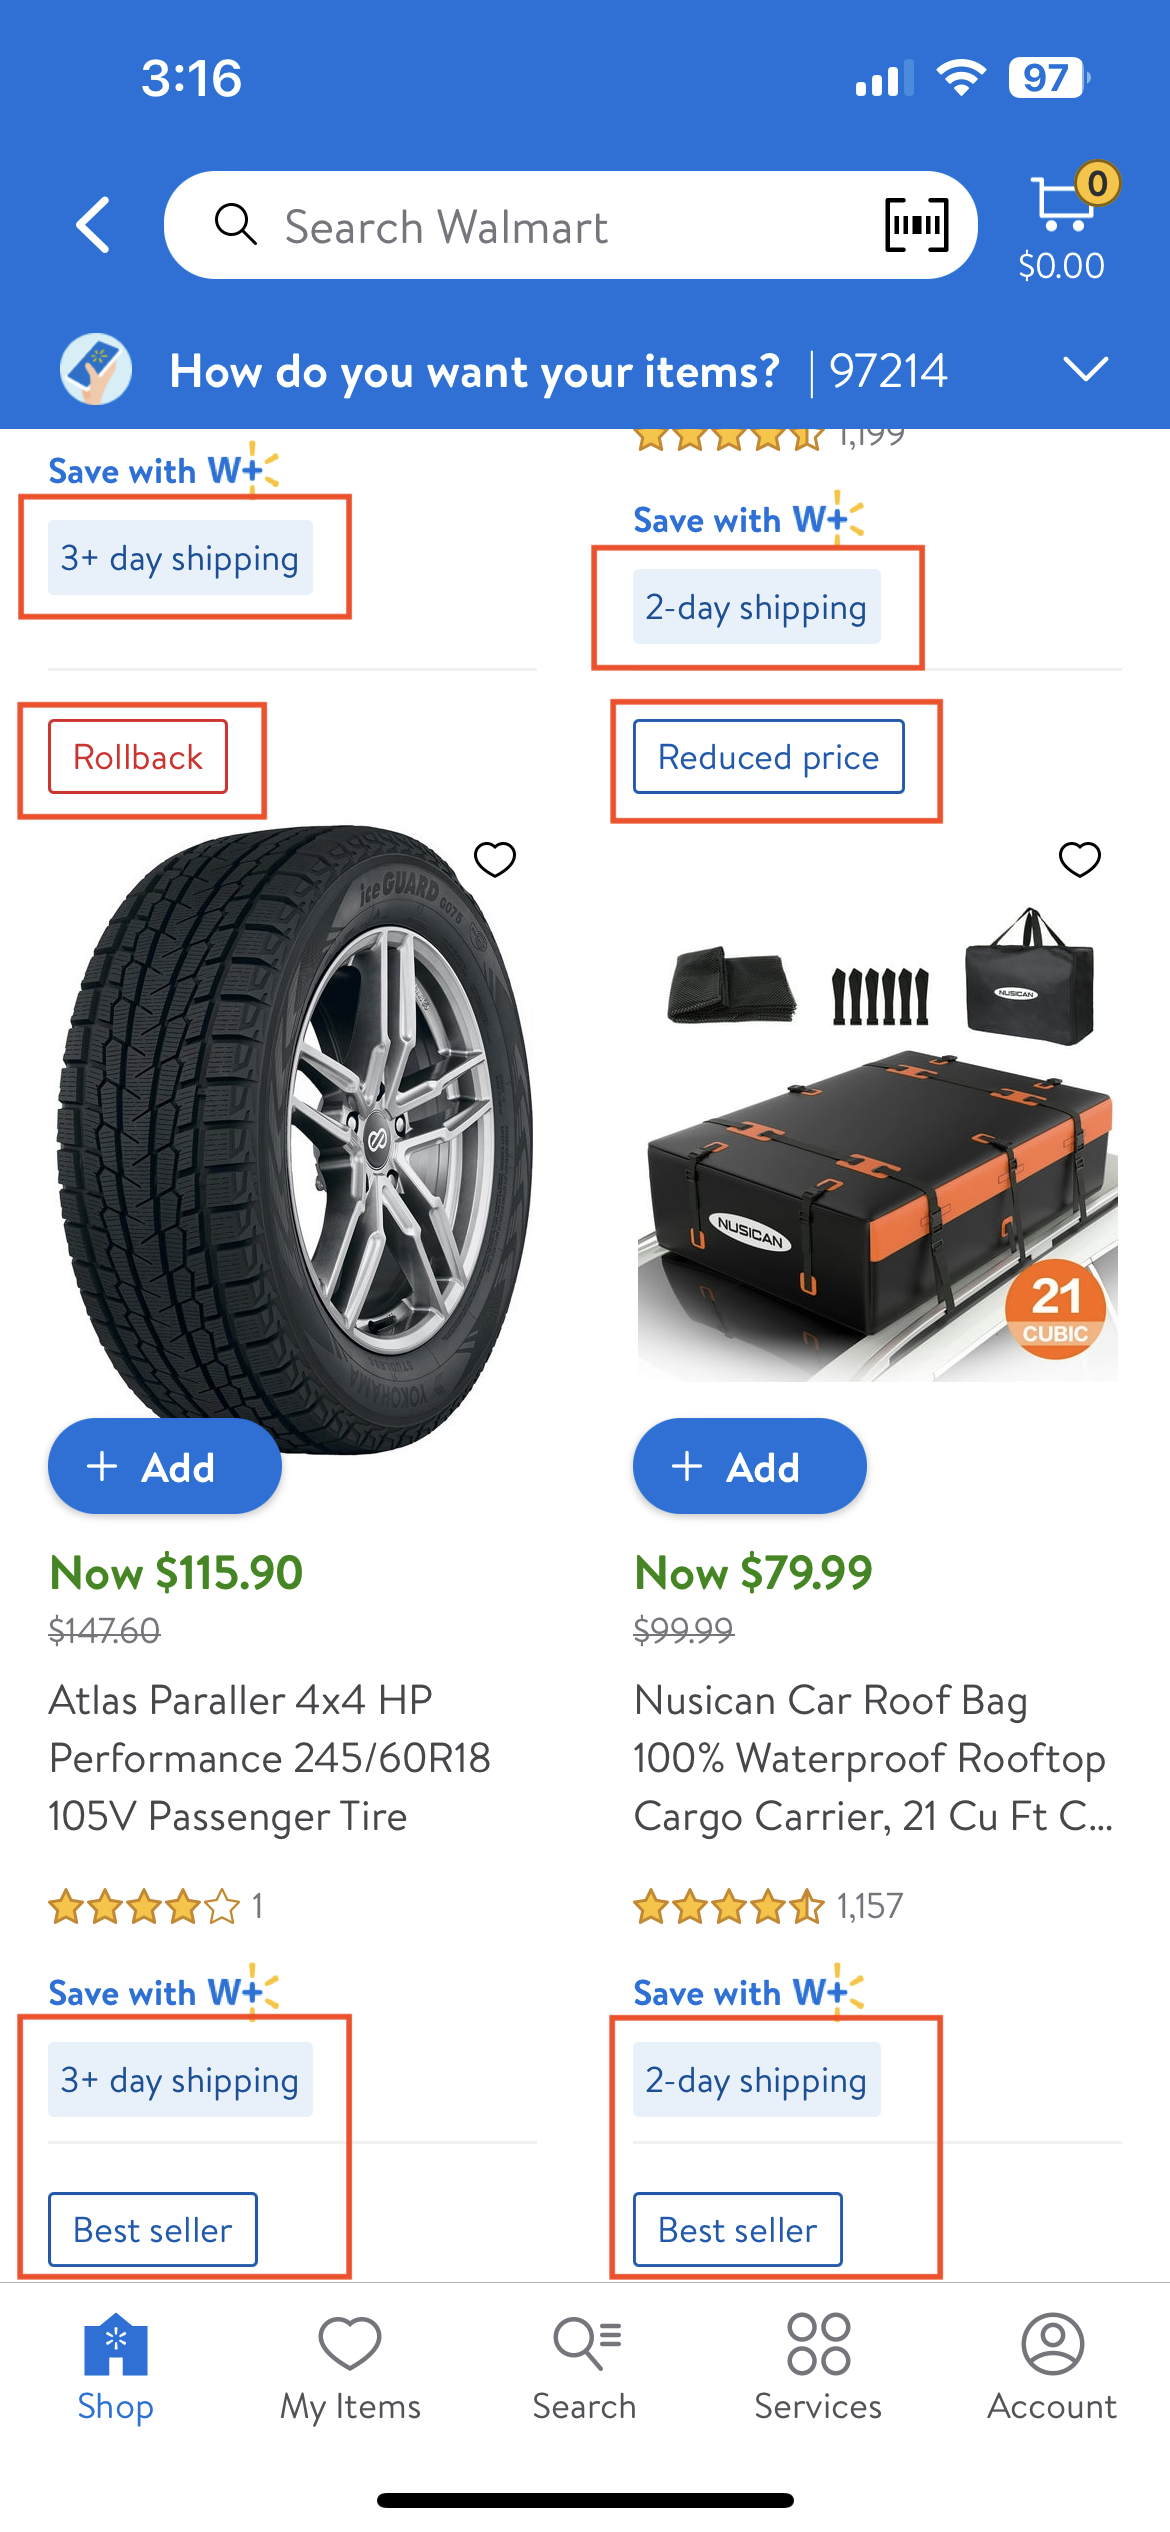 3:16
97
Search Walmart
0
$0.00
How do you want your items? | 97214
Save with W+
3+ day shipping
1,199
Save with W+
2-day shipping
Rollback
iceGUARD G075
YOKOHAMA
STUDLESS
+ Add
Now $115.90
$147.60
Atlas Paraller 4x4 HP
Performance 245/60R18
105V Passenger Tire
1
Save with W+
3+ day shipping
Best seller
Reduced price
NUSICAN
NUSICAN
21
CUBIC
+ Add
Now $79.99
$99.99
Nusican Car Roof Bag
100% Waterproof Rooftop
Cargo Carrier, 21 Cu Ft C...
1,157
Save with W+
2-day shipping
Best seller
Shop
My Items
Search
Services
Account